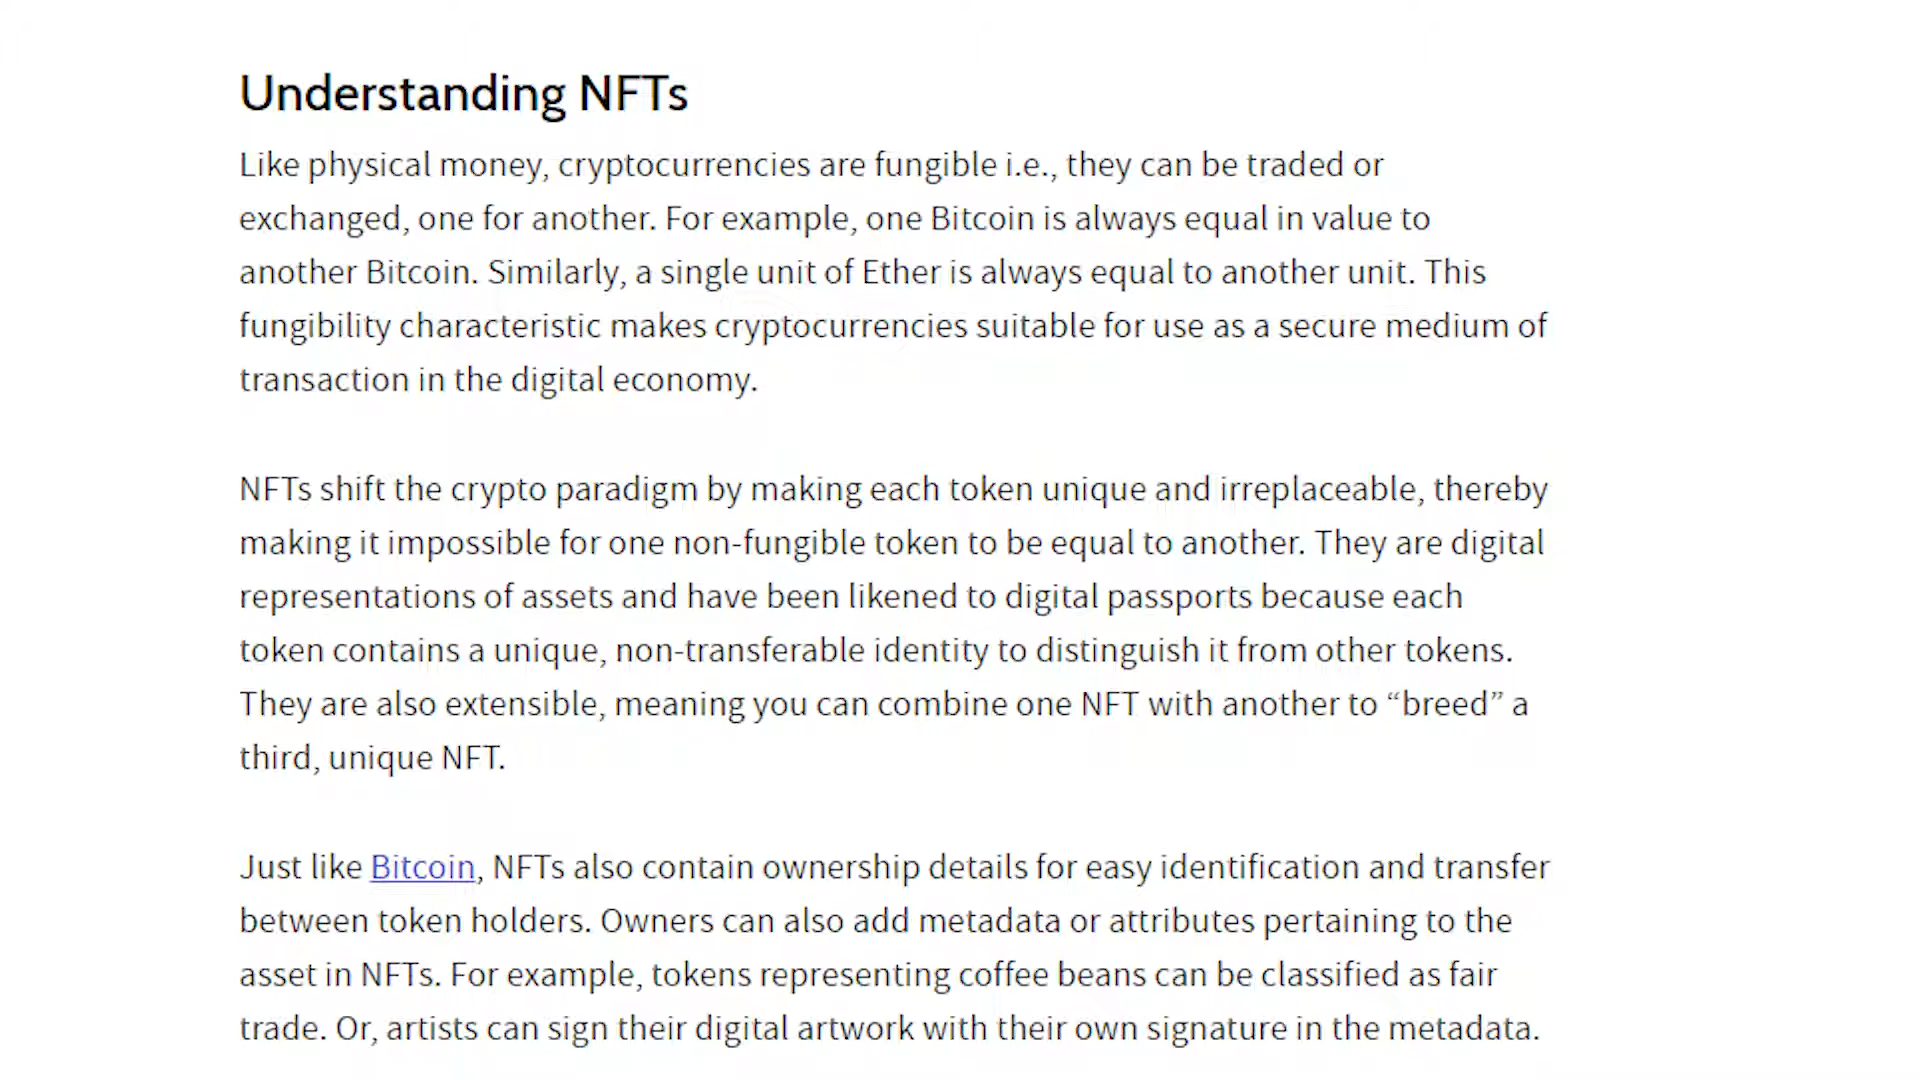 Understanding NFTs
Like physical money, cryptocurrencies are fungible i.e., they can be traded or
exchanged, one for another. For example, one Bitcoin is always equal in value to
another Bitcoin. Similarly, a single unit of Ether is always equal to another unit. This
fungibility characteristic makes cryptocurrencies suitable for use as a secure medium of
transaction in the digital economy.
NFTs shift the crypto paradigm by making each token unique and irreplaceable, thereby
making it impossible for one non-fungible token to be equal to another. They are digital
representations of assets and have been likened to digital passports because each
token contains a unique, non-transferable identity to distinguish it from other tokens.
They are also extensible, meaning you can combine one NFT with another to “breed” a
third, unique NFT.
Just like Bitcoin, NFTs also contain ownership details for easy identification and transfer
between token holders. Owners can also add metadata or attributes pertaining to the
asset in NFTs. For example, tokens representing coffee beans can be classified as fair
trade. Or, artists can sign their digital artwork with their own signature in the metadata.